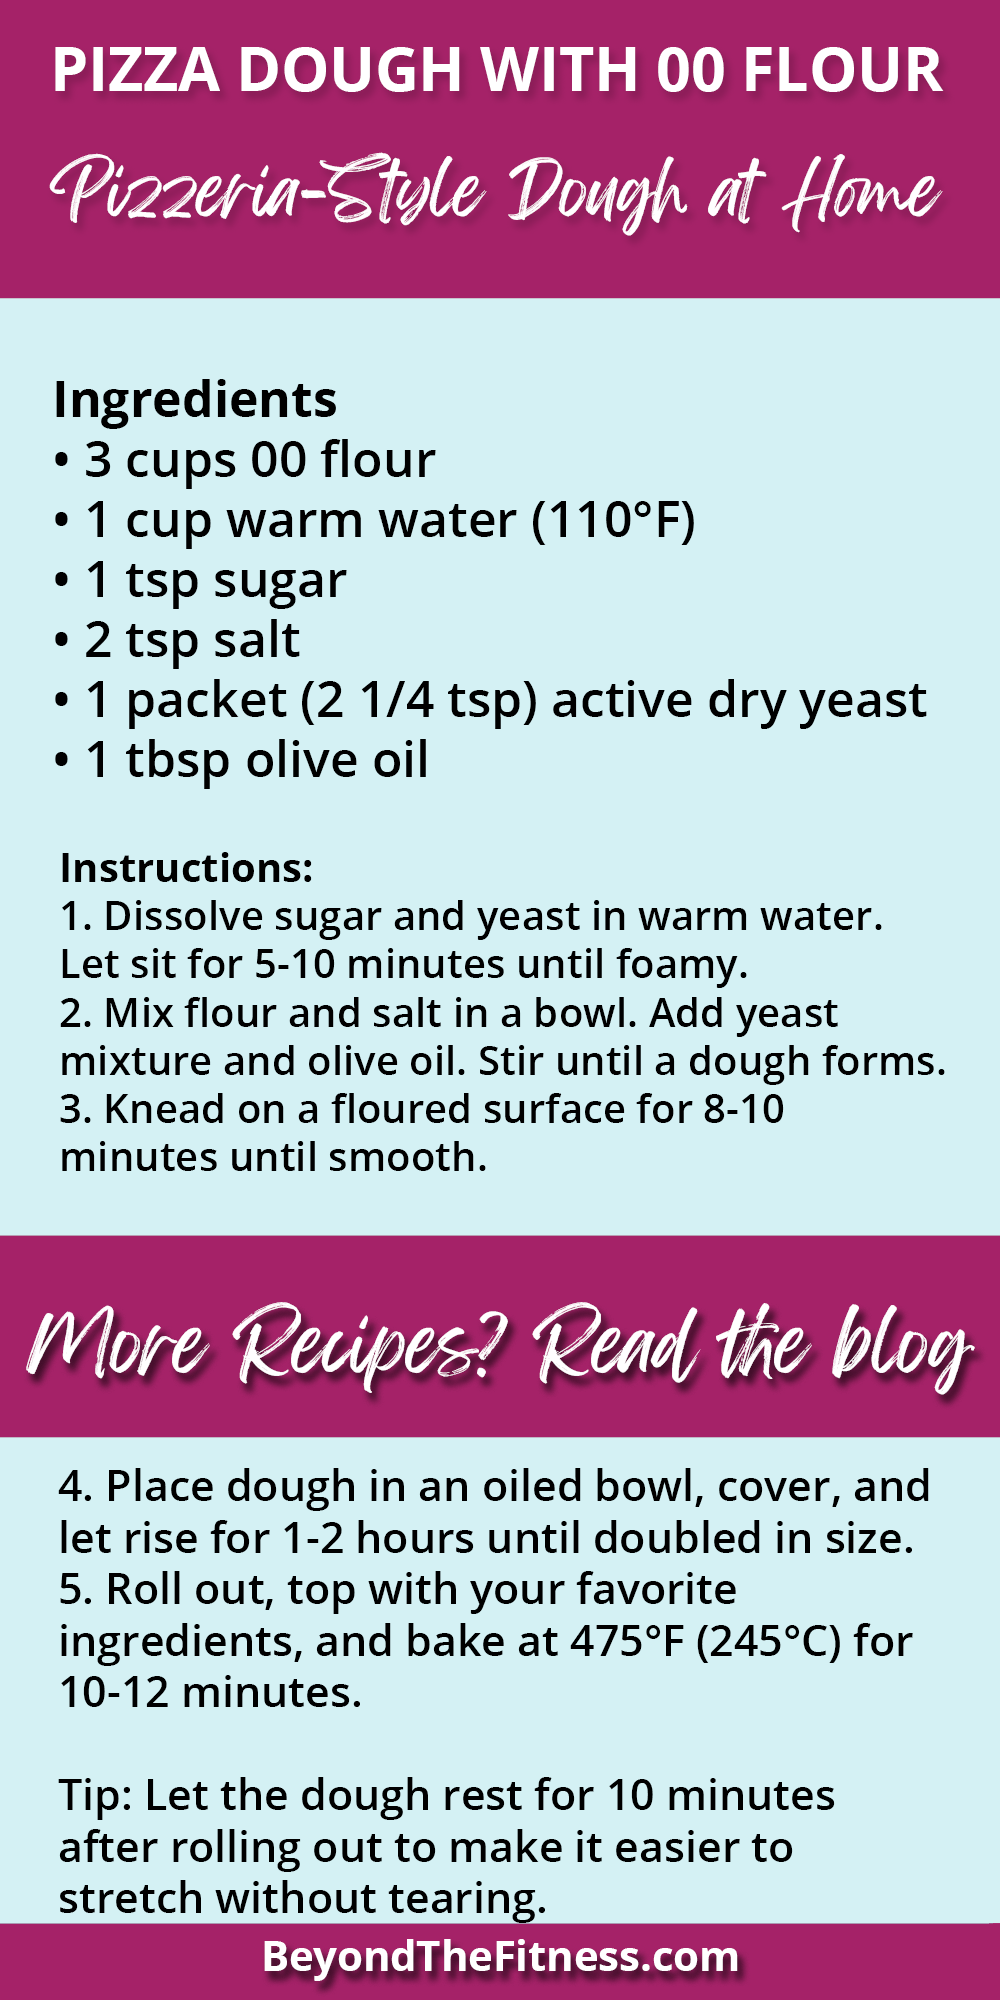 PIZZA DOUGH WITH 00 FLOUR
Pizzeria-Style Dough at Home
Ingredients
• 3 cups 00 flour
• 1 cup warm water (110°F)
• 1 tsp sugar
• 2 tsp salt
• 1 packet (2 1/4 tsp) active dry yeast
• 1 tbsp olive oil
Instructions:
1. Dissolve sugar and yeast in warm water.
Let sit for 5-10 minutes until foamy.
2. Mix flour and salt in a bowl. Add yeast
mixture and olive oil. Stir until a dough forms.
3. Knead on a floured surface for 8-10
minutes until smooth.
More Recipes? Read the blog
4. Place dough in an oiled bowl, cover, and
let rise for 1-2 hours until doubled in size.
5. Roll out, top with your favorite
ingredients, and bake at 475°F (245°C) for
10-12 minutes.
Tip: Let the dough rest for 10 minutes
after rolling out to make it easier to
stretch without tearing.
BeyondTheFitness.com